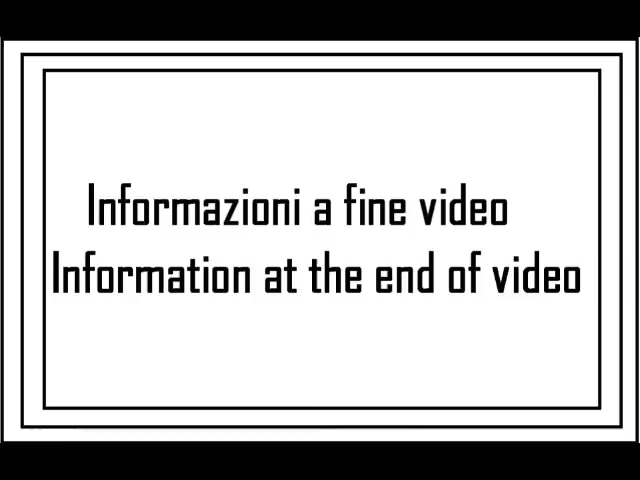 Informazioni a fine video
Information at the end of video